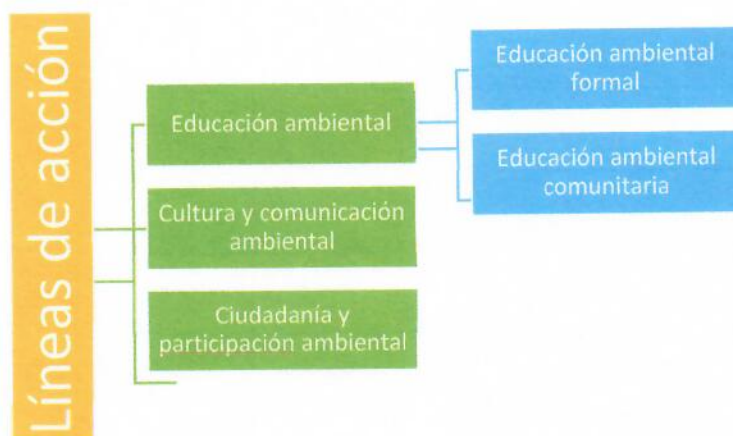 Líneas de acción
Educación ambiental
Educación ambiental
formal
Educación ambiental
comunitaria
Cultura y comunicación
ambiental
Ciudadanía y
participación ambiental